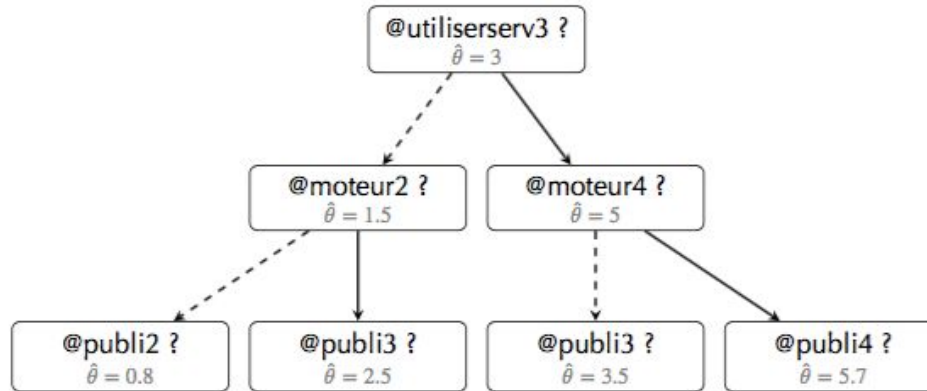 @utiliserserv3 ?
θ̂ = 3
@moteur2 ?
θ̂ = 1.5
@moteur4 ?
θ̂ = 5
@publi2 ?
θ̂ = 0.8
@publi3 ?
θ̂ = 2.5
@publi3 ?
θ̂ = 3.5
@publi4 ?
θ̂ = 5.7